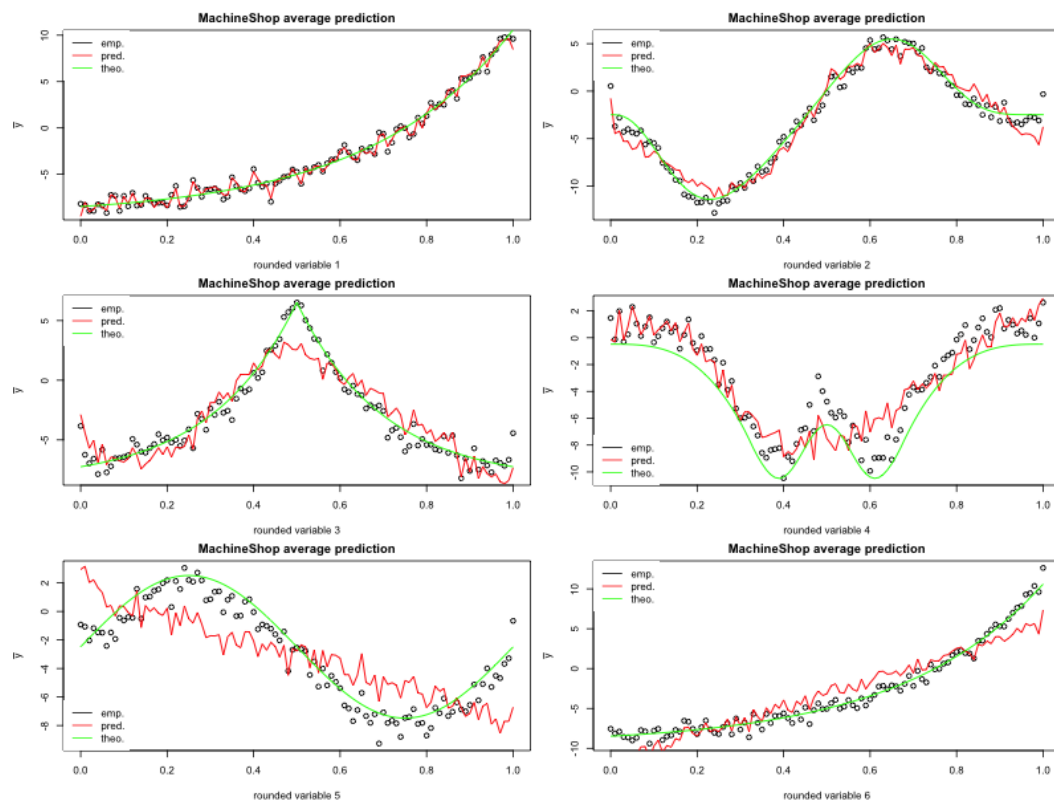 MachineShop average prediction
10
5
0
-5
ȳ
emp.
pred.
theo.
0.0 0.2 0.4 0.6 0.8 1.0
rounded variable 1
MachineShop average prediction
5
0
-5
-10
ȳ
emp.
pred.
theo.
0.0 0.2 0.4 0.6 0.8 1.0
rounded variable 2
MachineShop average prediction
5
0
-5
ȳ
emp.
pred.
theo.
0.0 0.2 0.4 0.6 0.8 1.0
rounded variable 3
MachineShop average prediction
2
0
-2
-4
-6
-8
-10
ȳ
emp.
pred.
theo.
0.0 0.2 0.4 0.6 0.8 1.0
rounded variable 4
MachineShop average prediction
2
0
-2
-4
-6
-8
ȳ
emp.
pred.
theo.
0.0 0.2 0.4 0.6 0.8 1.0
rounded variable 5
MachineShop average prediction
10
5
0
-5
-10
ȳ
emp.
pred.
theo.
0.0 0.2 0.4 0.6 0.8 1.0
rounded variable 6